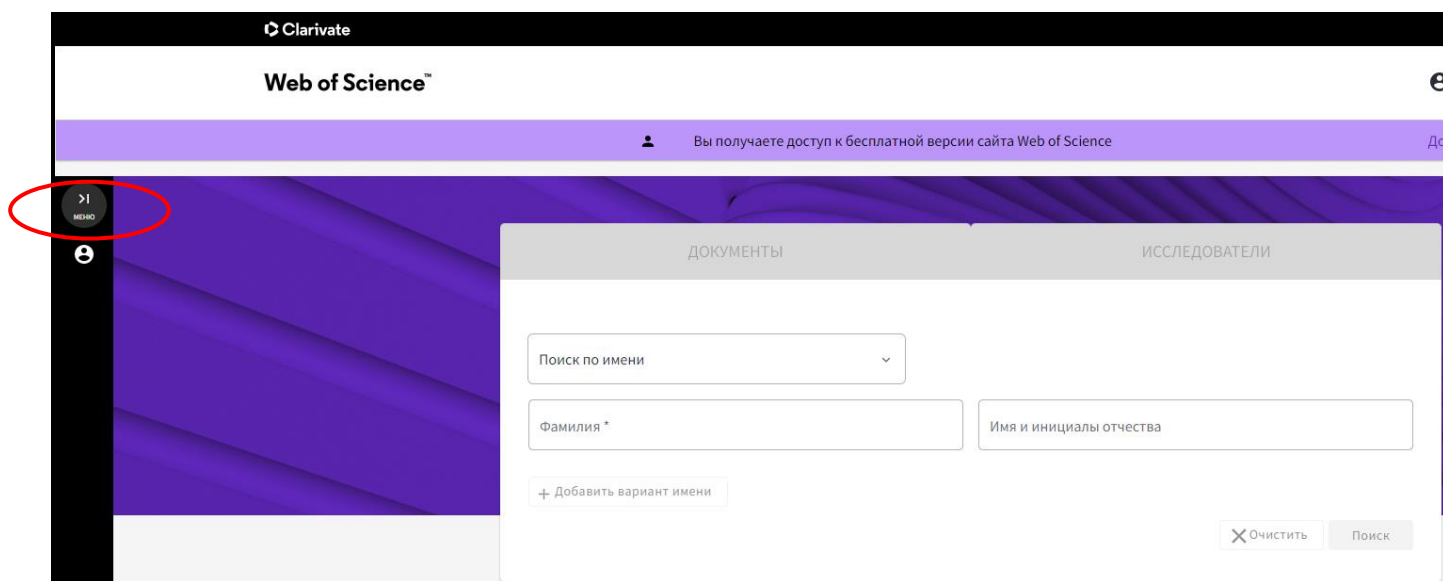 Clarivate
Web of Science™
Вы получаете доступ к бесплатной версии сайта Web of Science
До
МЕНЮ
ДОКУМЕНТЫ
ИССЛЕДОВАТЕЛИ
Поиск по имени
Фамилия *
Имя и инициалы отчества
+ Добавить вариант имени
Очистить
Поиск